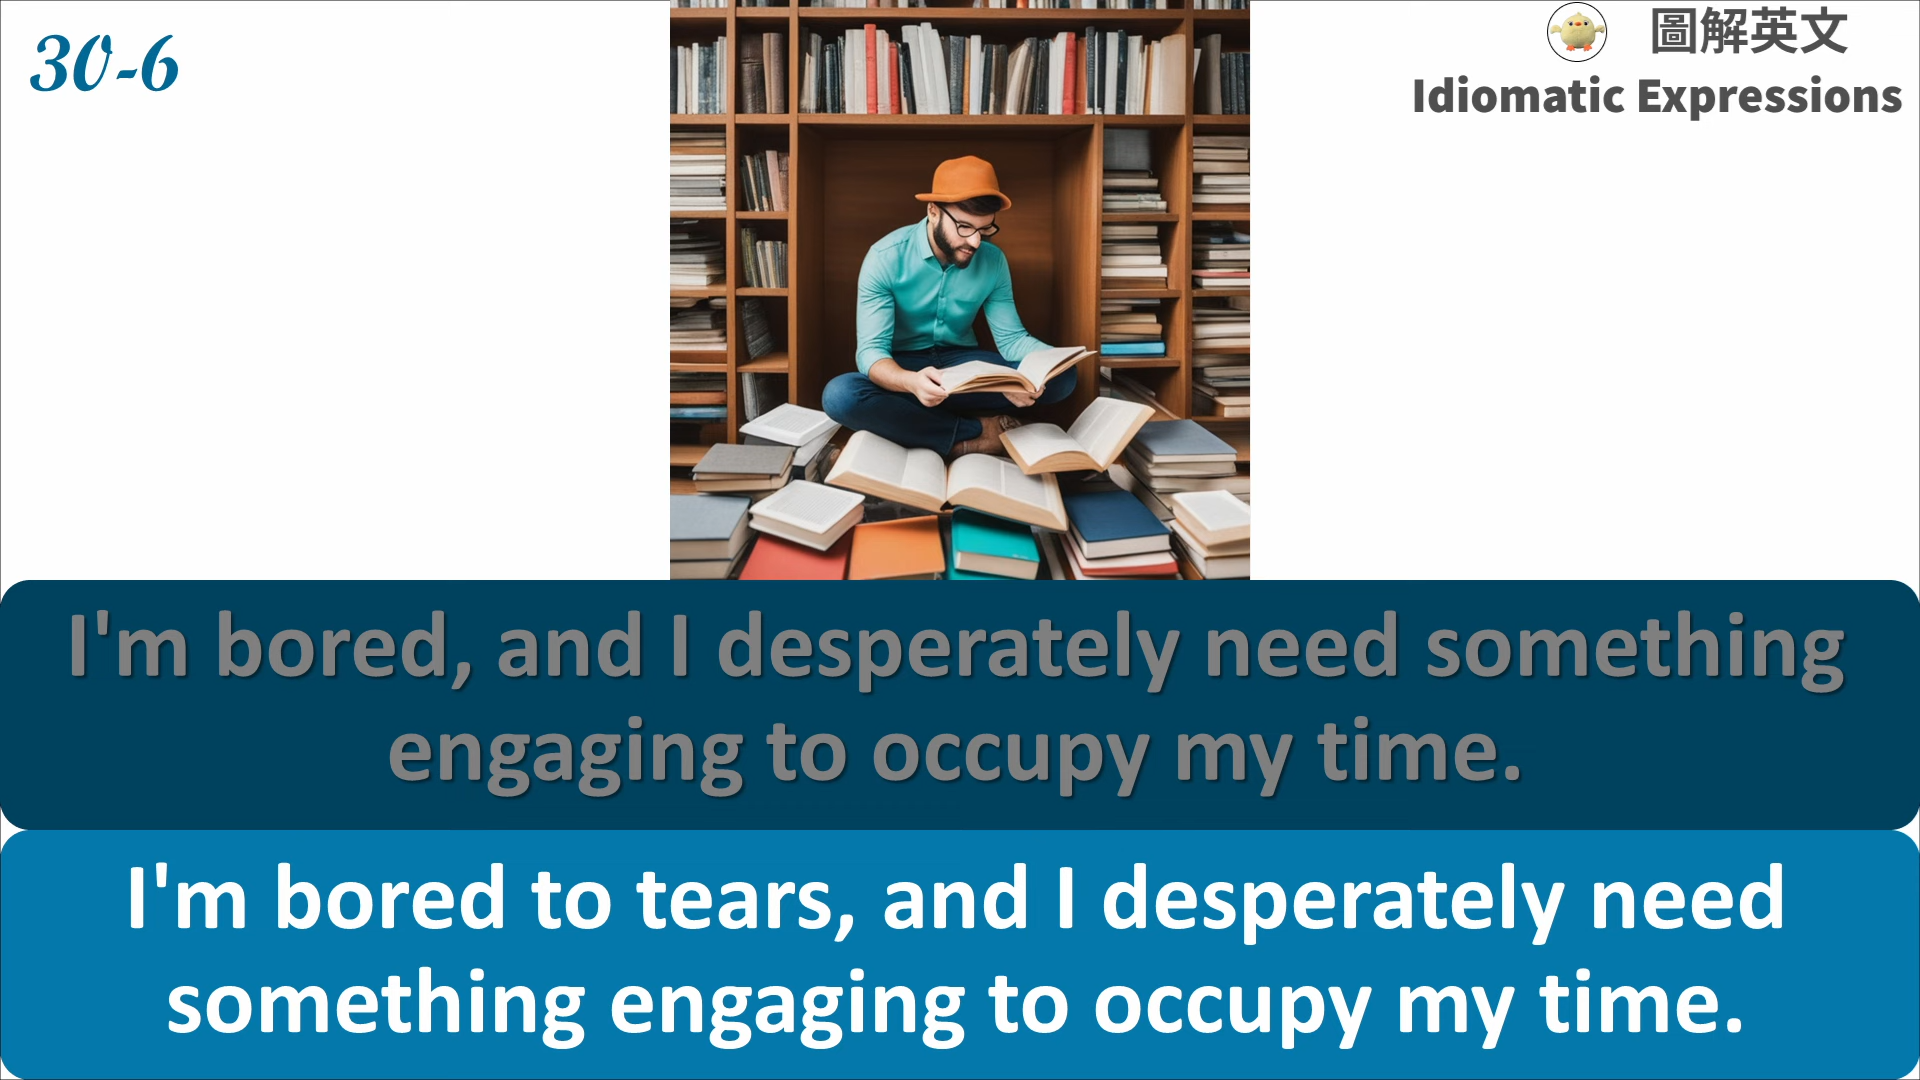 30-6
圖解英文
Idiomatic Expressions
I'm bored, and I desperately need something
engaging to occupy my time.
I'm bored to tears, and I desperately need
something engaging to occupy my time.